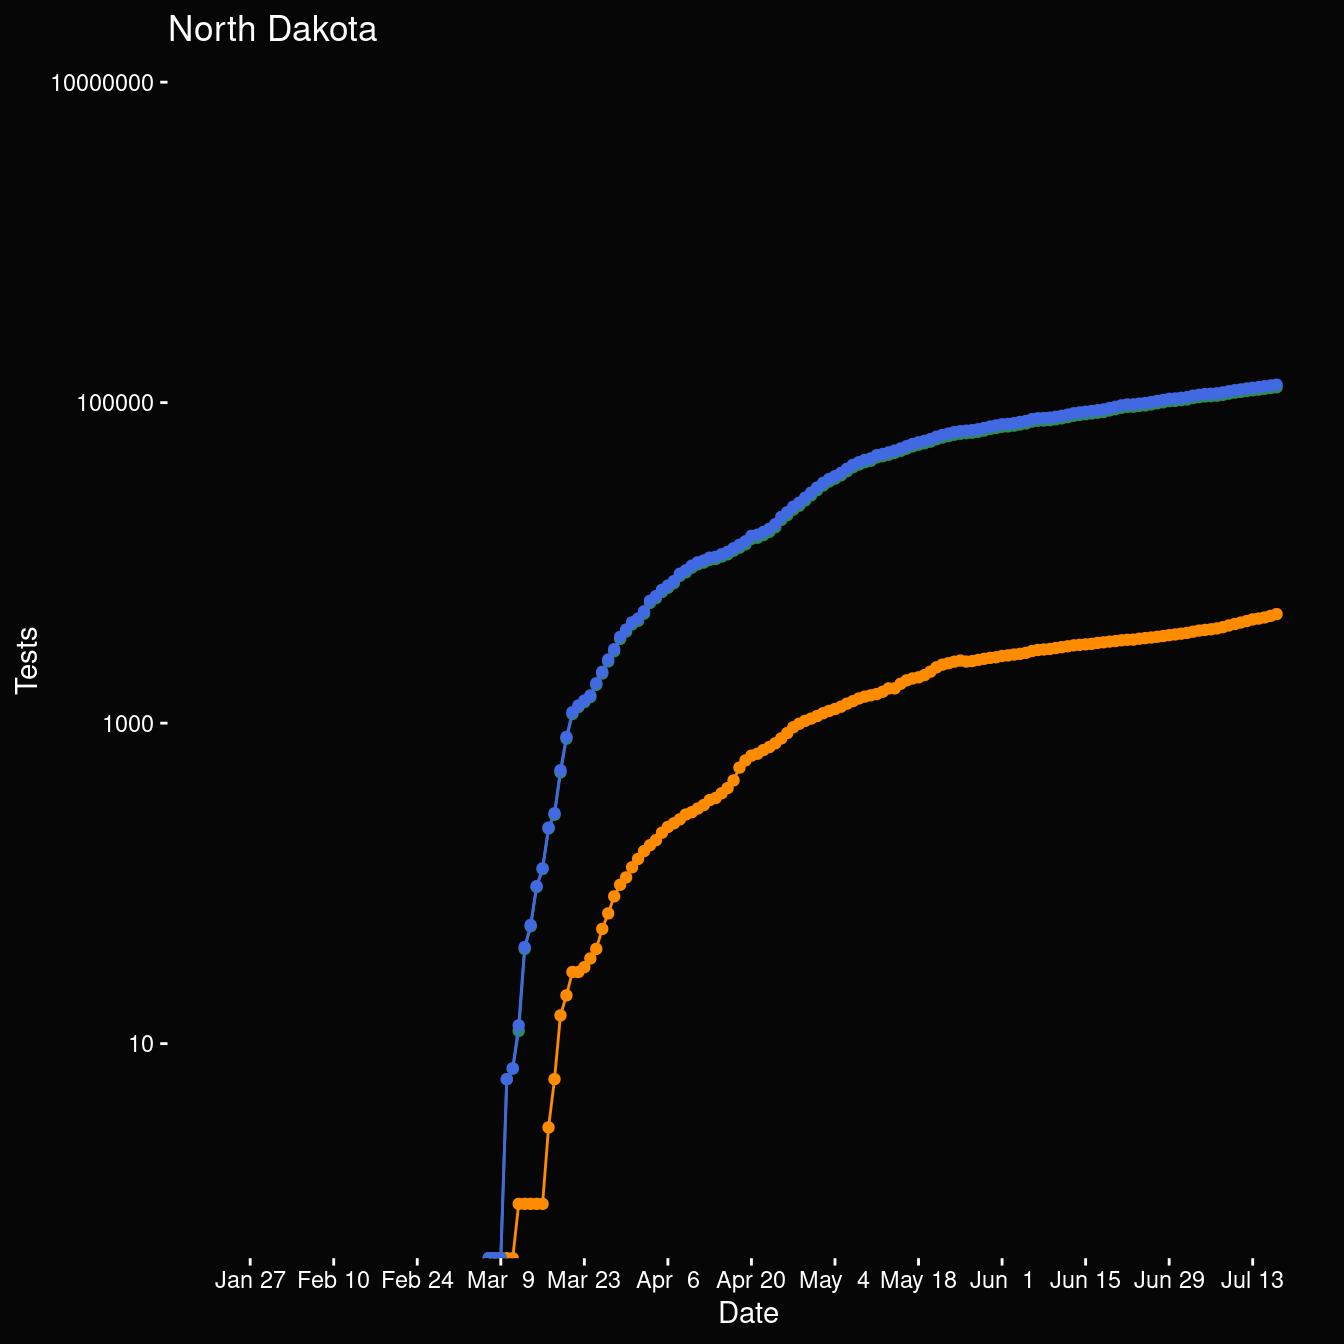 North Dakota
10000000
100000
1000
10
Tests
Jan 27 Feb 10 Feb 24 Mar 9 Mar 23 Apr 6 Apr 20 May 4 May 18 Jun 1 Jun 15 Jun 29 Jul 13
Date